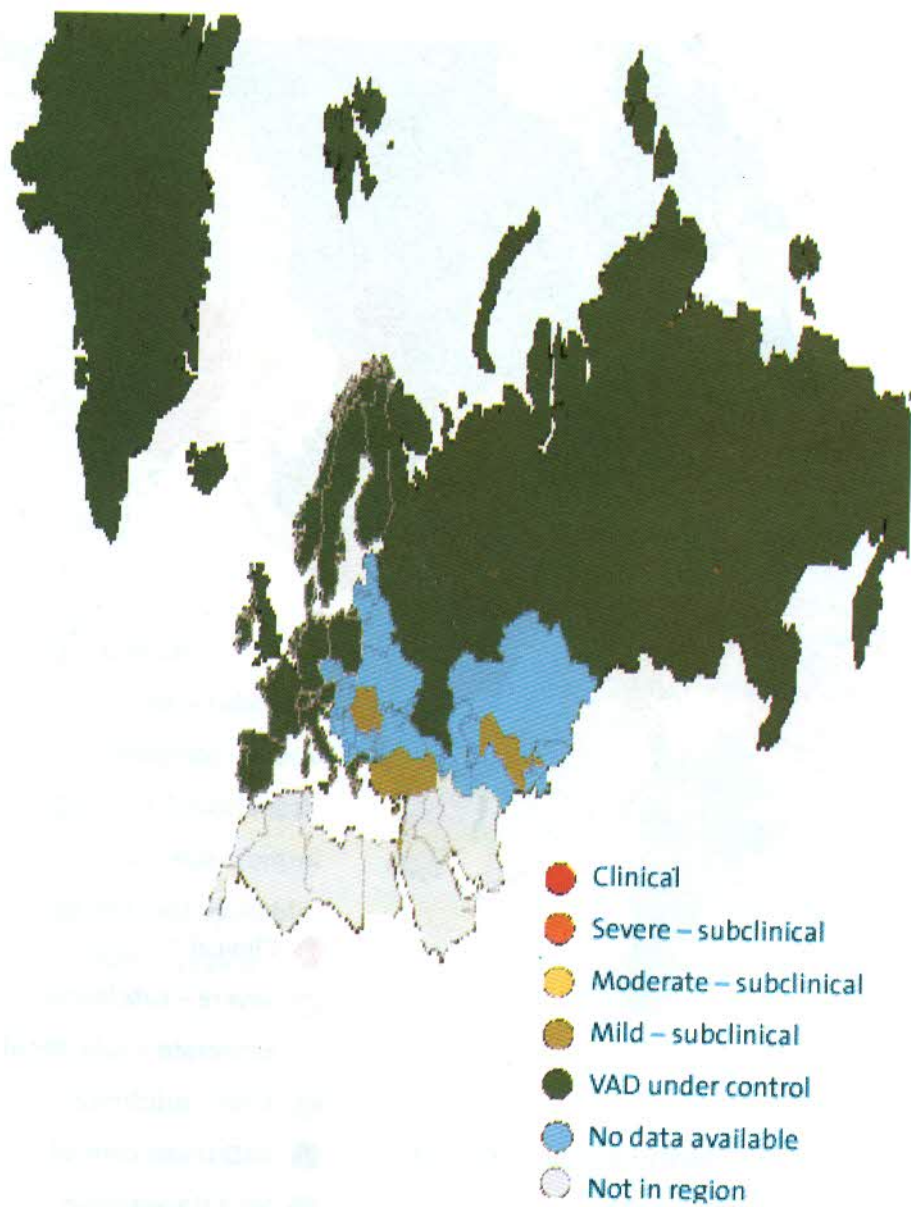 Clinical
Severe – subclinical
Moderate – subclinical
Mild – subclinical
VAD under control
No data available
Not in region